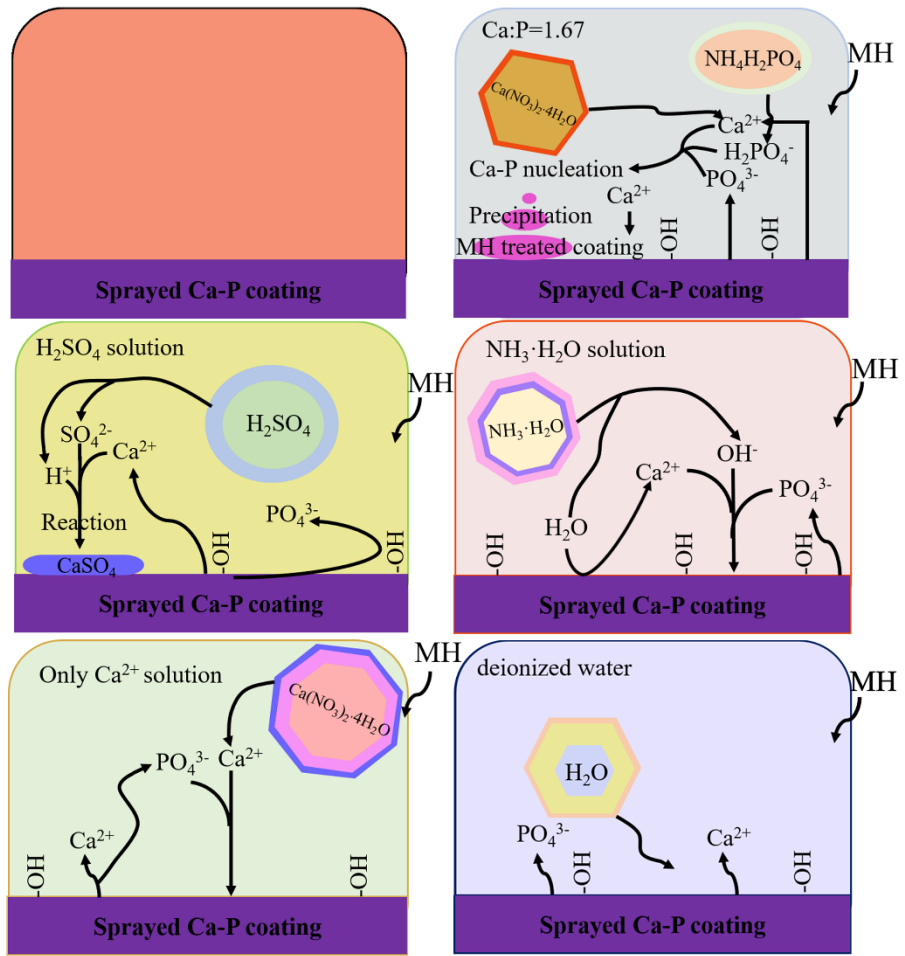 Sprayed Ca-P coating
Ca:P=1.67
NH₄H₂PO₄
MH
Ca(NO₃)₂·4H₂O
Ca²⁺
H₂PO₄⁻
Ca-P nucleation
PO₄³⁻
Ca²⁺
Precipitation
-OH
-OH
MH treated coating
Sprayed Ca-P coating
H₂SO₄ solution
MH
H₂SO₄
SO₄²⁻
Ca²⁺
H⁺
PO₄³⁻
Reaction
-OH
-OH
CaSO₄
Sprayed Ca-P coating
NH₃·H₂O solution
MH
NH₃·H₂O
OH⁻
Ca²⁺
PO₄³⁻
H₂O
-OH
-OH
-OH
Sprayed Ca-P coating
Only Ca²⁺ solution
MH
Ca(NO₃)₂·4H₂O
PO₄³⁻
Ca²⁺
Ca²⁺
-OH
-OH
Sprayed Ca-P coating
deionized water
MH
H₂O
PO₄³⁻
Ca²⁺
-OH
-OH
Sprayed Ca-P coating